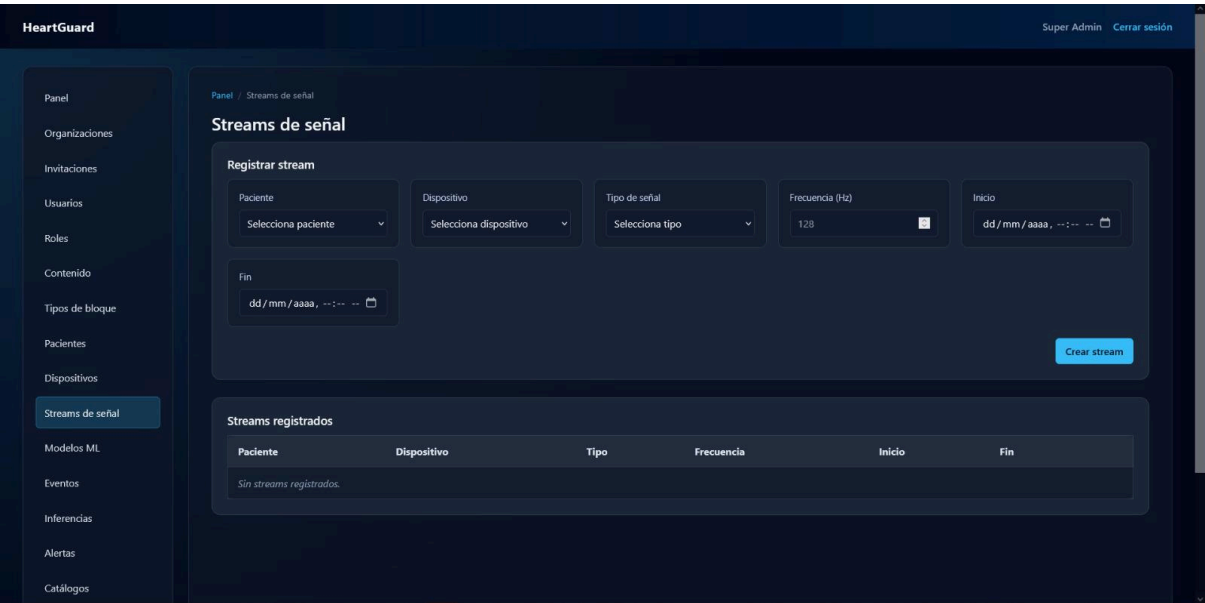 HeartGuard
Super Admin Cerrar sesión
Panel
Organizaciones
Invitaciones
Usuarios
Roles
Contenido
Tipos de bloque
Pacientes
Dispositivos
Streams de señal
Modelos ML
Eventos
Inferencias
Alertas
Catálogos
Panel / Streams de señal
Streams de señal
Registrar stream
Paciente
Selecciona paciente
Dispositivo
Selecciona dispositivo
Tipo de señal
Selecciona tipo
Frecuencia (Hz)
128
Inicio
dd/mm/aaaa, --:-- --
Fin
dd/mm/aaaa, --:-- --
Crear stream
Streams registrados
Paciente Dispositivo Tipo Frecuencia Inicio Fin
Sin streams registrados.